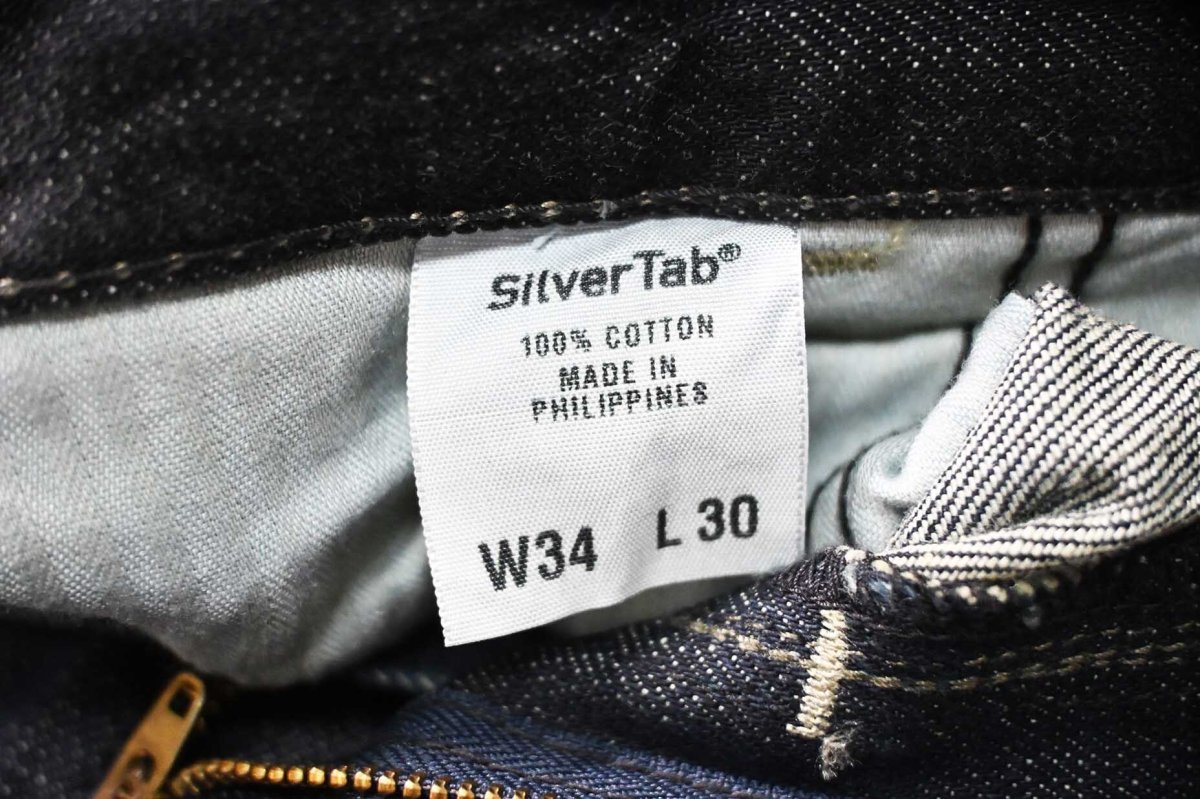 SilverTab®
100% COTTON
MADE IN
PHILIPPINES
W34 L 30